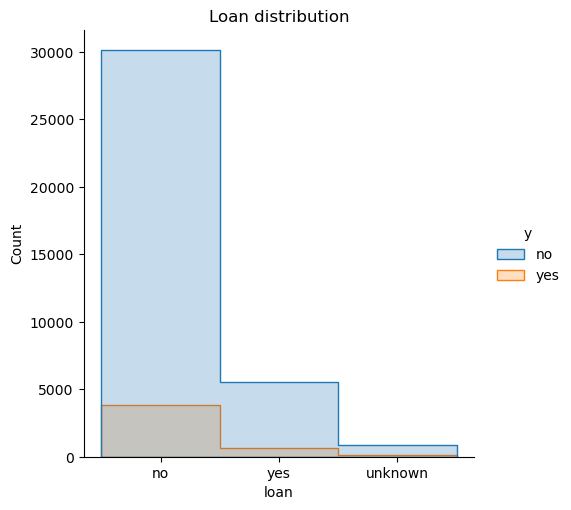 Loan distribution
30000
25000
20000
15000
10000
5000
0
Count
no
yes
unknown
loan
y
no
yes